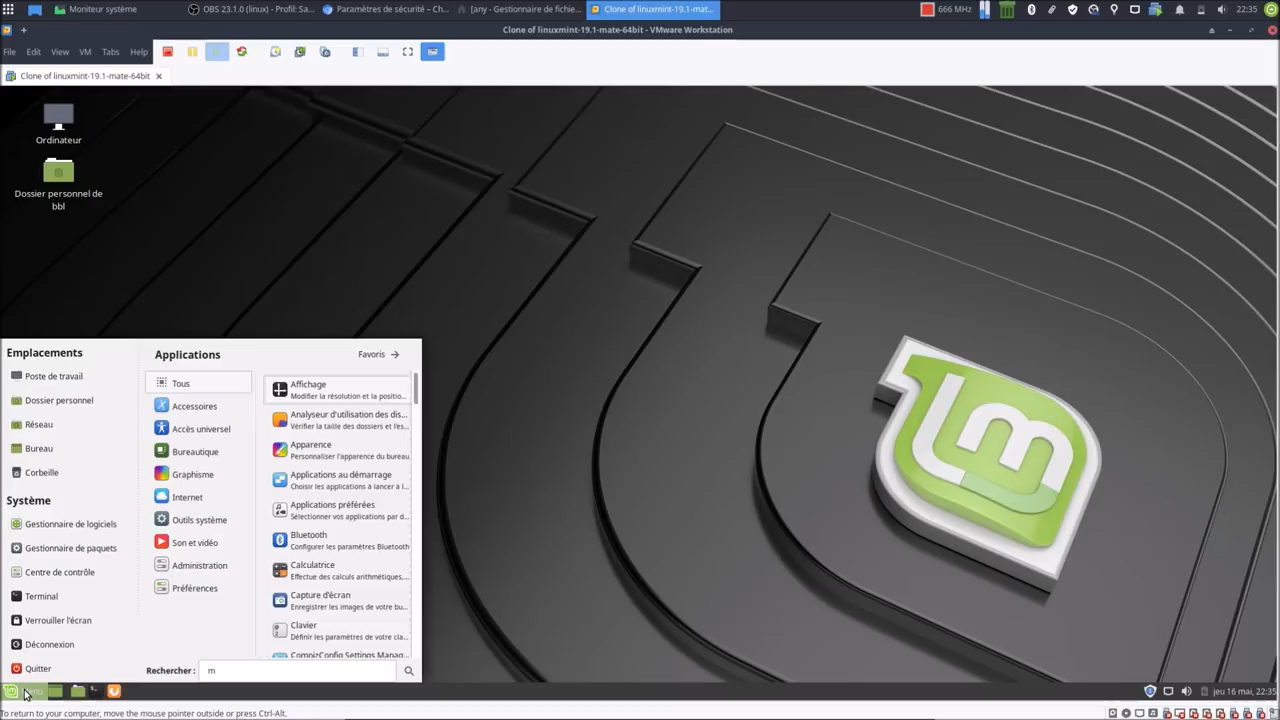 Moniteur système
OBS 23.1.0 (linux) - Profil: Sa...
Paramètres de sécurité – Ch...
[any - Gestionnaire de fichie...
Clone of linuxmint-19.1-mat...
666 MHz
22:35
Clone of linuxmint-19.1-mate-64bit - VMware Workstation
File Edit View VM Tabs Help
Clone of linuxmint-19.1-mate-64bit
Ordinateur
Dossier personnel de
bbl
Emplacements
Poste de travail
Dossier personnel
Réseau
Bureau
Corbeille
Système
Gestionnaire de logiciels
Gestionnaire de paquets
Centre de contrôle
Terminal
Verrouiller l'écran
Déconnexion
Quitter
Applications
Favoris
Tous
Accessoires
Accès universel
Bureautique
Graphisme
Internet
Outils système
Son et vidéo
Administration
Préférences
Affichage
Modifier la résolution et la positio...
Analyseur d'utilisation des dis...
Vérifier la taille des dossiers et l'es...
Apparence
Personnaliser l'apparence du bureau
Applications au démarrage
Choisir les applications à lancer à l...
Applications préférées
Sélectionner vos applications par d...
Bluetooth
Configurer les paramètres Bluetooth
Calculatrice
Effectue des calculs arithmétiques,...
Capture d'écran
Enregistrer les images de votre bu...
Clavier
Définir les paramètres de votre cla...
CompizConfig Settings Manag...
Rechercher : m
jeu 16 mai, 22:35
To return to your computer, move the mouse pointer outside or press Ctrl-Alt.